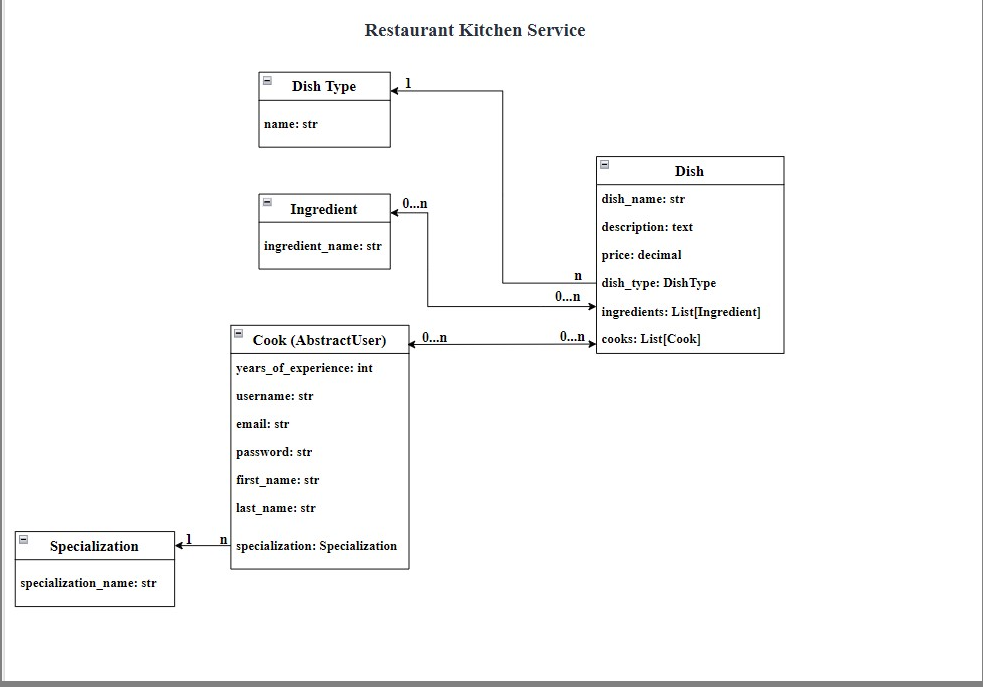 Restaurant Kitchen Service
Dish Type
name: str
1
Ingredient
ingredient_name: str
0...n
Dish
dish_name: str
description: text
price: decimal
dish_type: DishType
ingredients: List[Ingredient]
cooks: List[Cook]
n
0...n
0...n
0...n
Cook (AbstractUser)
years_of_experience: int
username: str
email: str
password: str
first_name: str
last_name: str
specialization: Specialization
1
n
Specialization
specialization_name: str